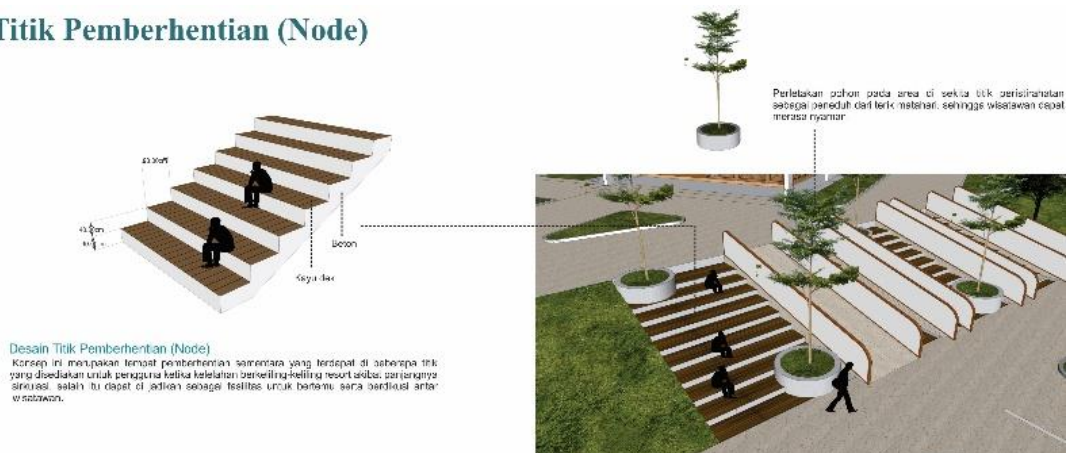 Titik Pemberhentian (Node)
Perletakan pohon pada area di sekita titik peristirahatan
sebagai peneduh dari terik matahari, sehingga wisatawan dapat
merasa nyaman
Beton
Kayu dek
Desain Titik Pemberhentian (Node)
Konsep ini merupakan tempat pemberhentian sementara yang terdapat di beberapa titik
yang disediakan untuk pengguna ketika kelelahan berkeliling-keliling resort akibat panjangnya
sirkulasi, selain itu dapat di jadikan sebagai fasilitas untuk bertemu serta berdikusi antar
wisatawan.